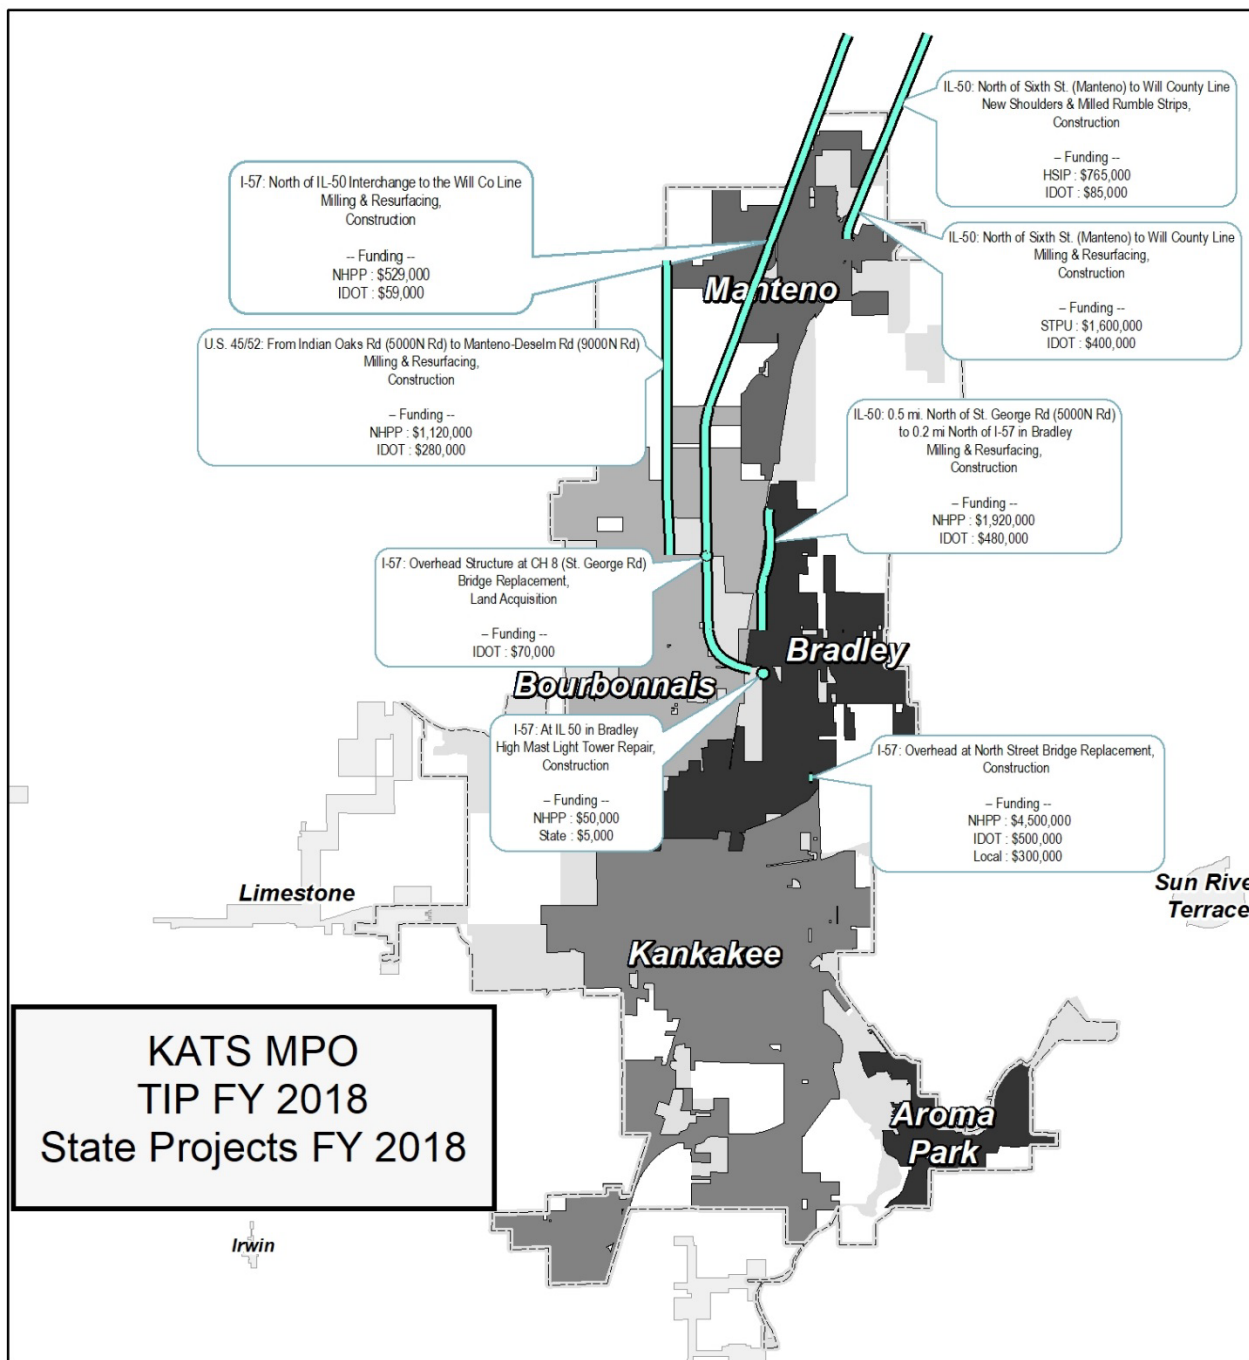 IL-50: North of Sixth St. (Manteno) to Will County Line
New Shoulders & Milled Rumble Strips,
Construction
– Funding --
HSIP : $765,000
IDOT : $85,000
I-57: North of IL-50 Interchange to the Will Co Line
Milling & Resurfacing,
Construction
-- Funding --
NHPP : $529,000
IDOT : $59,000
IL-50: North of Sixth St. (Manteno) to Will County Line
Milling & Resurfacing,
Construction
– Funding --
STPU : $1,600,000
IDOT : $400,000
Manteno
U.S. 45/52: From Indian Oaks Rd (5000N Rd) to Manteno-Deselm Rd (9000N Rd)
Milling & Resurfacing,
Construction
– Funding --
NHPP : $1,120,000
IDOT : $280,000
IL-50: 0.5 mi. North of St. George Rd (5000N Rd)
to 0.2 mi North of I-57 in Bradley
Milling & Resurfacing,
Construction
– Funding --
NHPP : $1,920,000
IDOT : $480,000
I-57: Overhead Structure at CH 8 (St. George Rd)
Bridge Replacement,
Land Acquisition
– Funding --
IDOT : $70,000
Bradley
Bourbonnais
I-57: At IL 50 in Bradley
High Mast Light Tower Repair,
Construction
– Funding --
NHPP : $50,000
State : $5,000
I-57: Overhead at North Street Bridge Replacement,
Construction
– Funding --
NHPP : $4,500,000
IDOT : $500,000
Local : $300,000
Limestone
Sun Rive
Terrace
Kankakee
KATS MPO
TIP FY 2018
State Projects FY 2018
Aroma
Park
Irwin